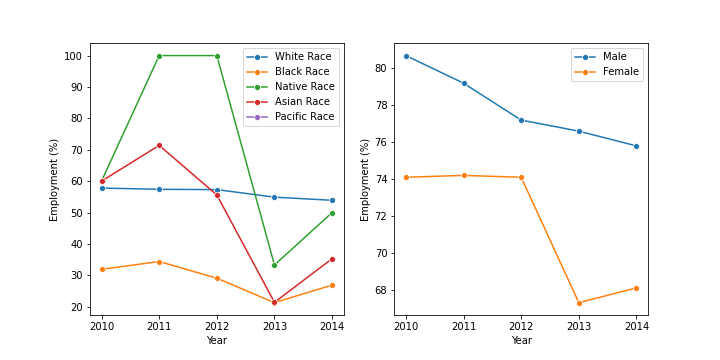 100
90
80
70
60
50
40
30
20
Employment (%)
2010 2011 2012 2013 2014
Year
White Race
Black Race
Native Race
Asian Race
Pacific Race
80
78
76
74
72
70
68
Employment (%)
2010 2011 2012 2013 2014
Year
Male
Female